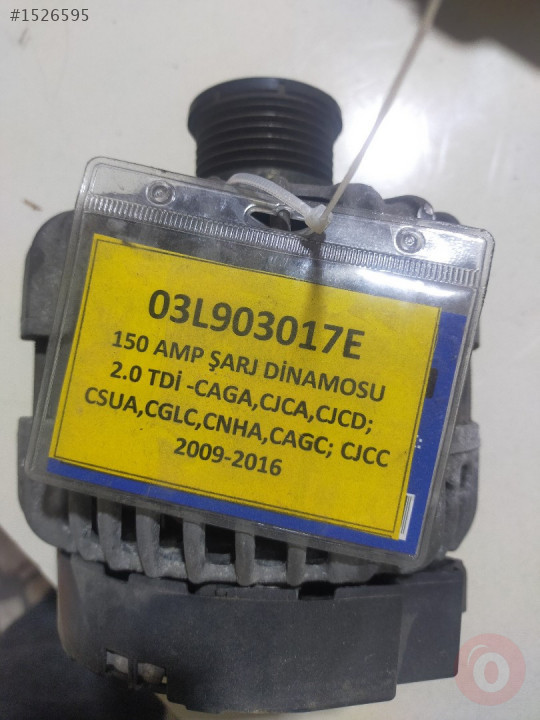 #1526595
03L903017E
150 AMP ŞARJ DİNAMOSU
2.0 TDİ -CAGA,CJCA,CJCD;
CSUA,CGLC,CNHA,CAGC; CJCC
2009-2016